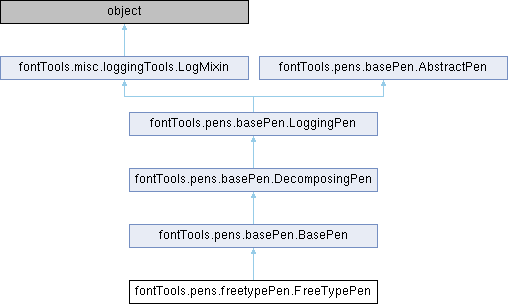 object
fontTools.misc.loggingTools.LogMixin
fontTools.pens.basePen.AbstractPen
fontTools.pens.basePen.LoggingPen
fontTools.pens.basePen.DecomposingPen
fontTools.pens.basePen.BasePen
fontTools.pens.freetypePen.FreeTypePen